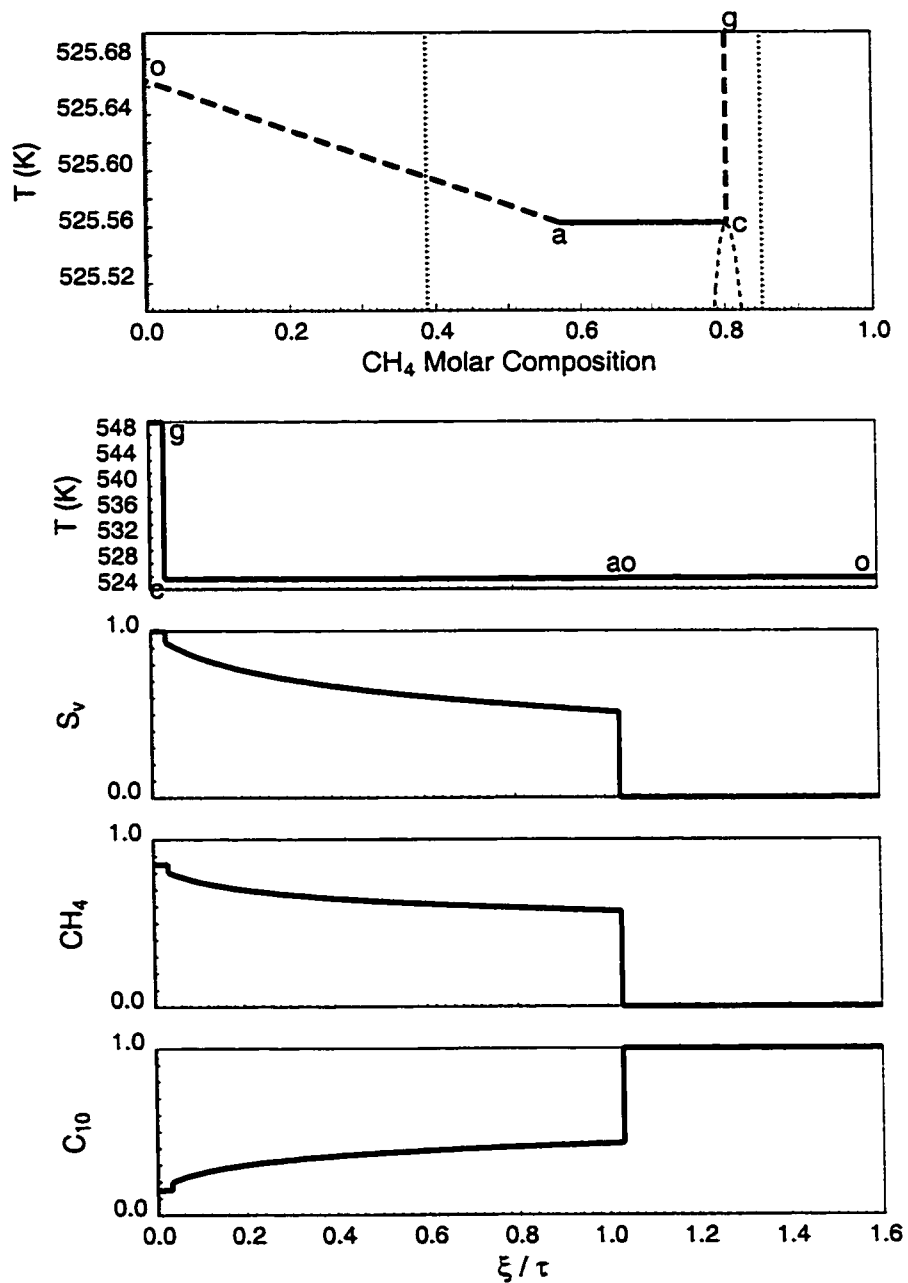 g
525.68
o
525.64
T (K)
525.60
525.56
a
c
525.52
0.0 0.2 0.4 0.6 0.8 1.0
CH₄ Molar Composition
548
g
544
540
T (K)
536
532
528
ao o
524
e
1.0
Sᵥ
0.0
1.0
CH₄
0.0
1.0
C₁₀
0.0
0.0 0.2 0.4 0.6 0.8 1.0 1.2 1.4 1.6
ξ / τ